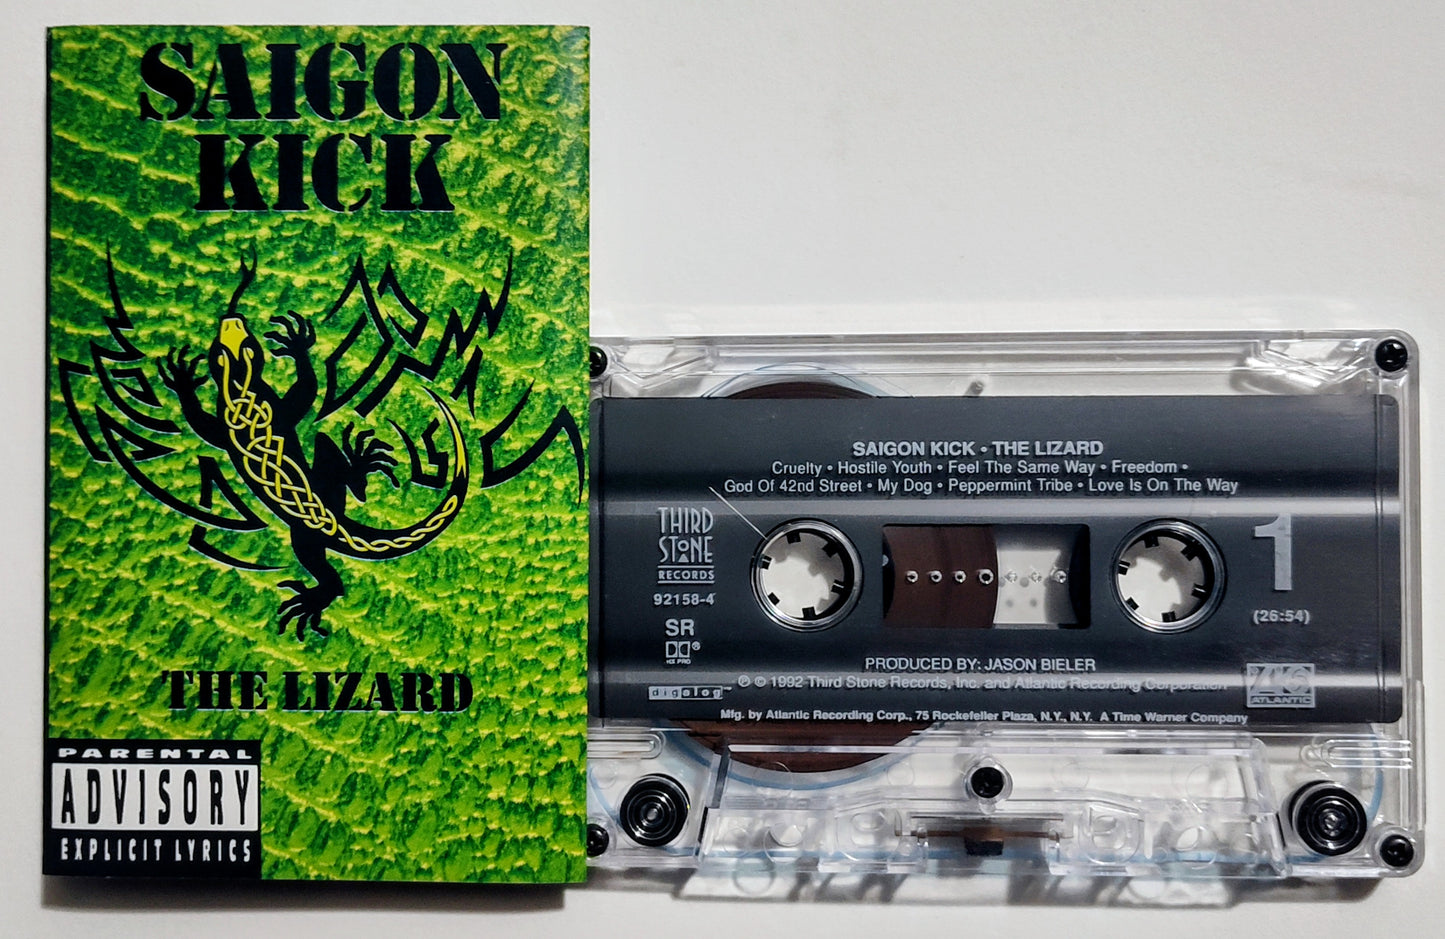 SAIGON
KICK
THE LIZARD
PARENTAL
ADVISORY
EXPLICIT LYRICS
SAIGON KICK • THE LIZARD
Cruelty • Hostile Youth • Feel The Same Way • Freedom •
God Of 42nd Street • My Dog • Peppermint Tribe • Love Is On The Way
THIRD
STONE
RECORDS
92158-4
SR
HX PRO
1
(26:54)
PRODUCED BY: JASON BIELER
℗ © 1992 Third Stone Records, Inc. and Atlantic Recording Corporation
digalog™
ATLANTIC
Mfg. by Atlantic Recording Corp., 75 Rockefeller Plaza, N.Y., N.Y. A Time Warner Company